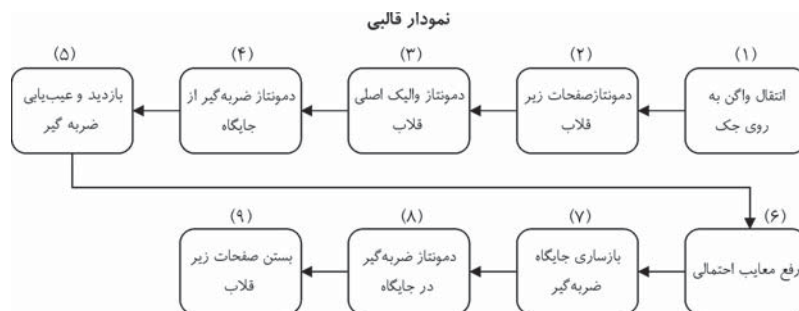 نمودار قالبی
(۱)
انتقال واگن به
روی جک
(۲)
دمونتاژصفحات زیر
قلاب
(۳)
دمونتاژ والیک اصلی
قلاب
(۴)
دمونتاژ ضربه‌گیر از
جایگاه
(۵)
بازدید و عیب‌یابی
ضربه گیر
(۶)
رفع معایب احتمالی
(۷)
بازساری جایگاه
ضربه‌گیر
(۸)
دمونتاژ ضربه‌گیر
در جایگاه
(۹)
بستن صفحات زیر
قلاب